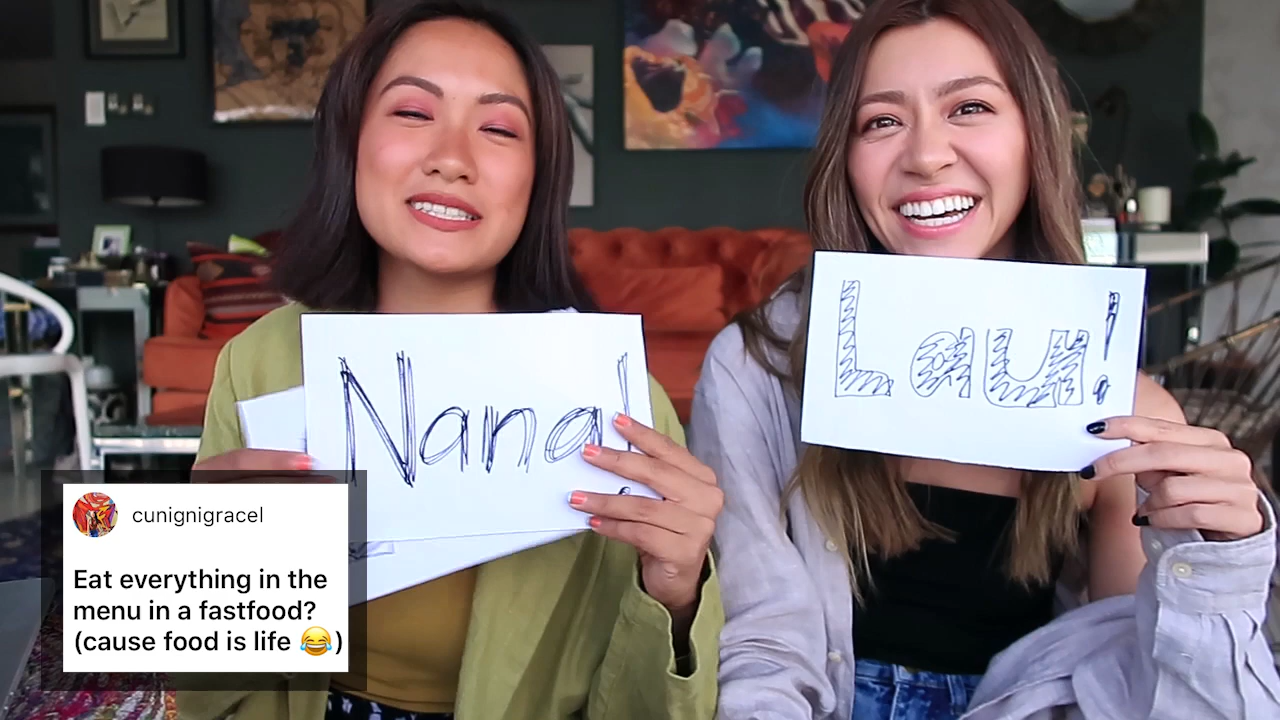 Nana!
Lau!
cunignigracel
Eat everything in the
menu in a fastfood?
(cause food is life 😂)